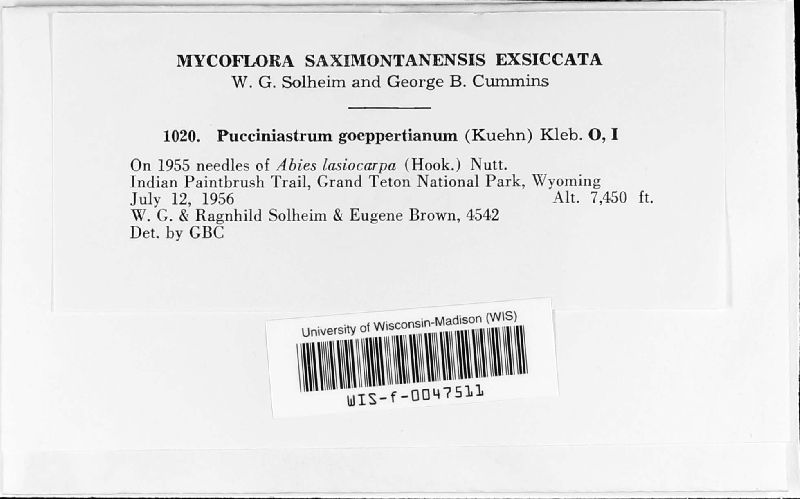 MYCOFLORA SAXIMONTANENSIS EXSICCATA
W. G. Solheim and George B. Cummins
1020. Pucciniastrum goeppertianum (Kuehn) Kleb. O, I
On 1955 needles of Abies lasiocarpa (Hook.) Nutt.
Indian Paintbrush Trail, Grand Teton National Park, Wyoming
July 12, 1956 Alt. 7,450 ft.
W. G. & Ragnhild Solheim & Eugene Brown, 4542
Det. by GBC
University of Wisconsin-Madison (WIS)
WIS-f-0047511